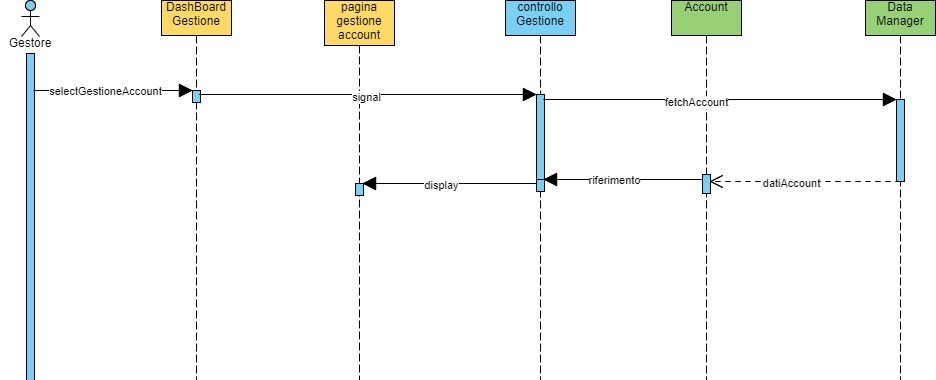 Gestore
DashBoard
Gestione
pagina
gestione
account
controllo
Gestione
Account
Data
Manager
selectGestioneAccount
signal
fetchAccount
display
riferimento
datiAccount